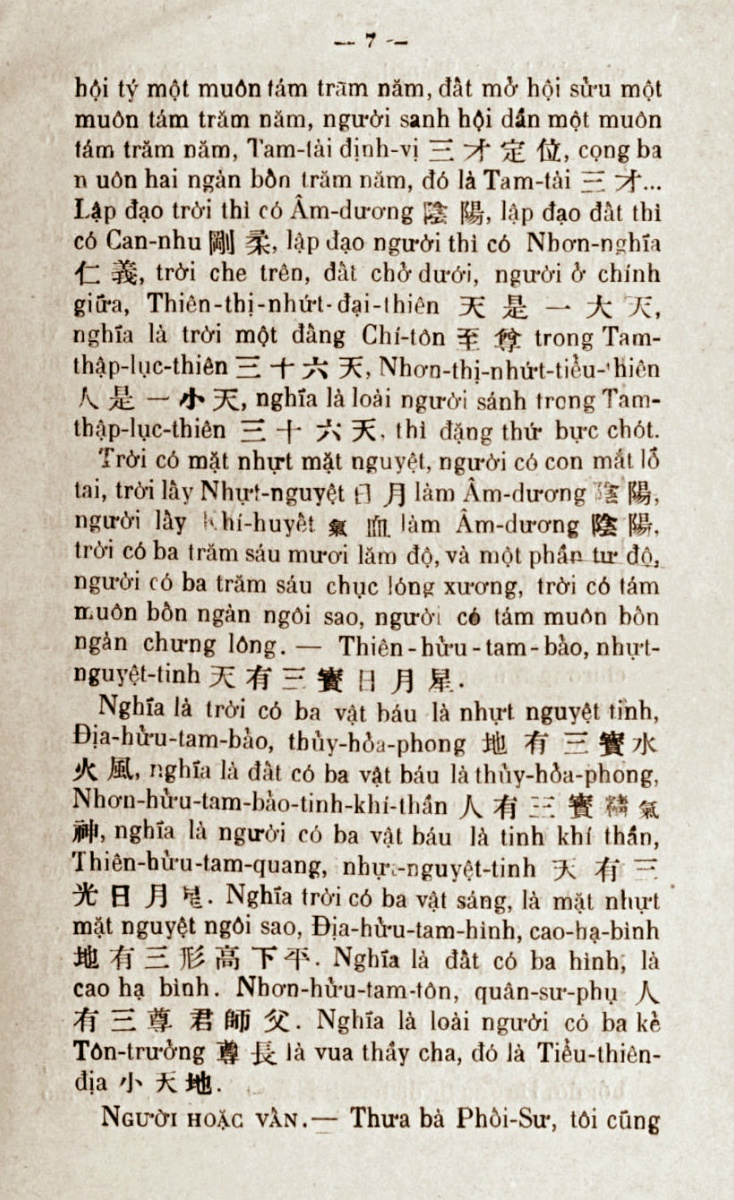 — 7 —
hội tý một muôn tám trăm năm, đất mở hội sửu một
muôn tám trăm năm, người sanh hội dần một muôn
tám trăm năm, Tam-tài định-vị 三才定位, cọng ba
n uôn hai ngàn bốn trăm năm, đó là Tam-tài 三才...
Lập đạo trời thì có Âm-dương 陰陽, lập đạo đất thì
có Can-nhu 剛柔, lập đạo người thì có Nhơn-nghĩa
仁義, trời che trên, đất chở dưới, người ở chính
giữa, Thiên-thị-nhứt-đại-thiên 天是一大天,
nghĩa là trời một đấng Chí-tôn 至尊 trong Tam-
thập-lục-thiên 三十六天, Nhơn-thị-nhứt-tiểu-thiên
人是一小天, nghĩa là loài người sánh trong Tam-
thập-lục-thiên 三十六天, thì đặng thứ bực chót.
Trời có mặt nhựt mặt nguyệt, người có con mắt lỗ
tai, trời lấy Nhựt-nguyệt 日月 làm Âm-dương 陰陽,
người lấy Khí-huyết 氣血 làm Âm-dương 陰陽,
trời có ba trăm sáu mươi lăm độ, và một phần tư độ,
người có ba trăm sáu chục lóng xương, trời có tám
muôn bốn ngàn ngôi sao, người có tám muôn bốn
ngàn chưng lông. — Thiên-hửu-tam-bảo, nhựt-
nguyệt-tinh 天有三寶日月星.
Nghĩa là trời có ba vật báu là nhựt nguyệt tinh,
Địa-hửu-tam-bảo, thủy-hỏa-phong 地有三寶水
火風, nghĩa là đất có ba vật báu là thủy-hỏa-phong,
Nhơn-hửu-tam-bảo-tinh-khí-thần 人有三寶精氣
神, nghĩa là người có ba vật báu là tinh khí thần,
Thiên-hửu-tam-quang, nhựt-nguyệt-tinh 天有三
光日月星. Nghĩa trời có ba vật sáng, là mặt nhựt
mặt nguyệt ngôi sao, Địa-hửu-tam-hình, cao-hạ-bình
地有三形高下平. Nghĩa là đất có ba hình, là
cao hạ bình. Nhơn-hửu-tam-tôn, quân-sư-phụ 人
有三尊君師父. Nghĩa là loài người có ba kẻ
Tôn-trưởng 尊長 là vua thầy cha, đó là Tiểu-thiên-
địa 小天地.
NGƯỜI HOẶC VẤN.— Thưa bà Phối-Sư, tôi cũng